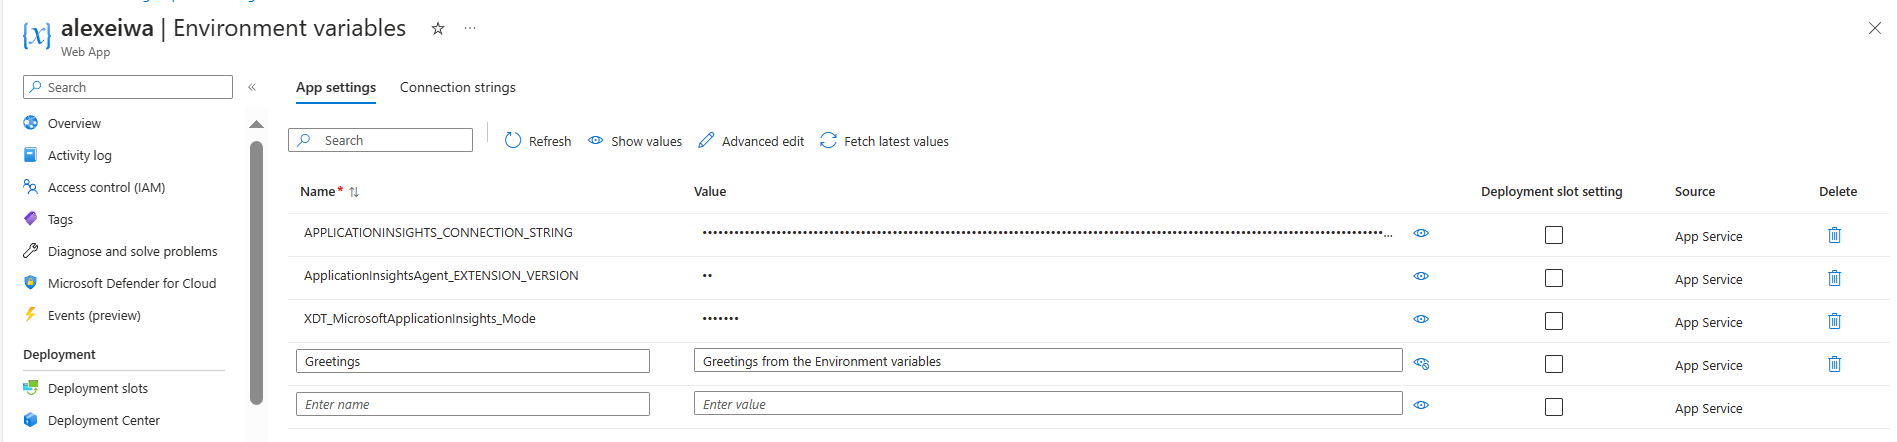 alexeiwa | Environment variables
Web App
Search
Overview
Activity log
Access control (IAM)
Tags
Diagnose and solve problems
Microsoft Defender for Cloud
Events (preview)
Deployment
Deployment slots
Deployment Center
App settings Connection strings
Search Refresh Show values Advanced edit Fetch latest values
Name* Value Deployment slot setting Source Delete
APPLICATIONINSIGHTS_CONNECTION_STRING App Service
ApplicationInsightsAgent_EXTENSION_VERSION App Service
XDT_MicrosoftApplicationInsights_Mode App Service
Greetings Greetings from the Environment variables App Service
Enter name Enter value App Service